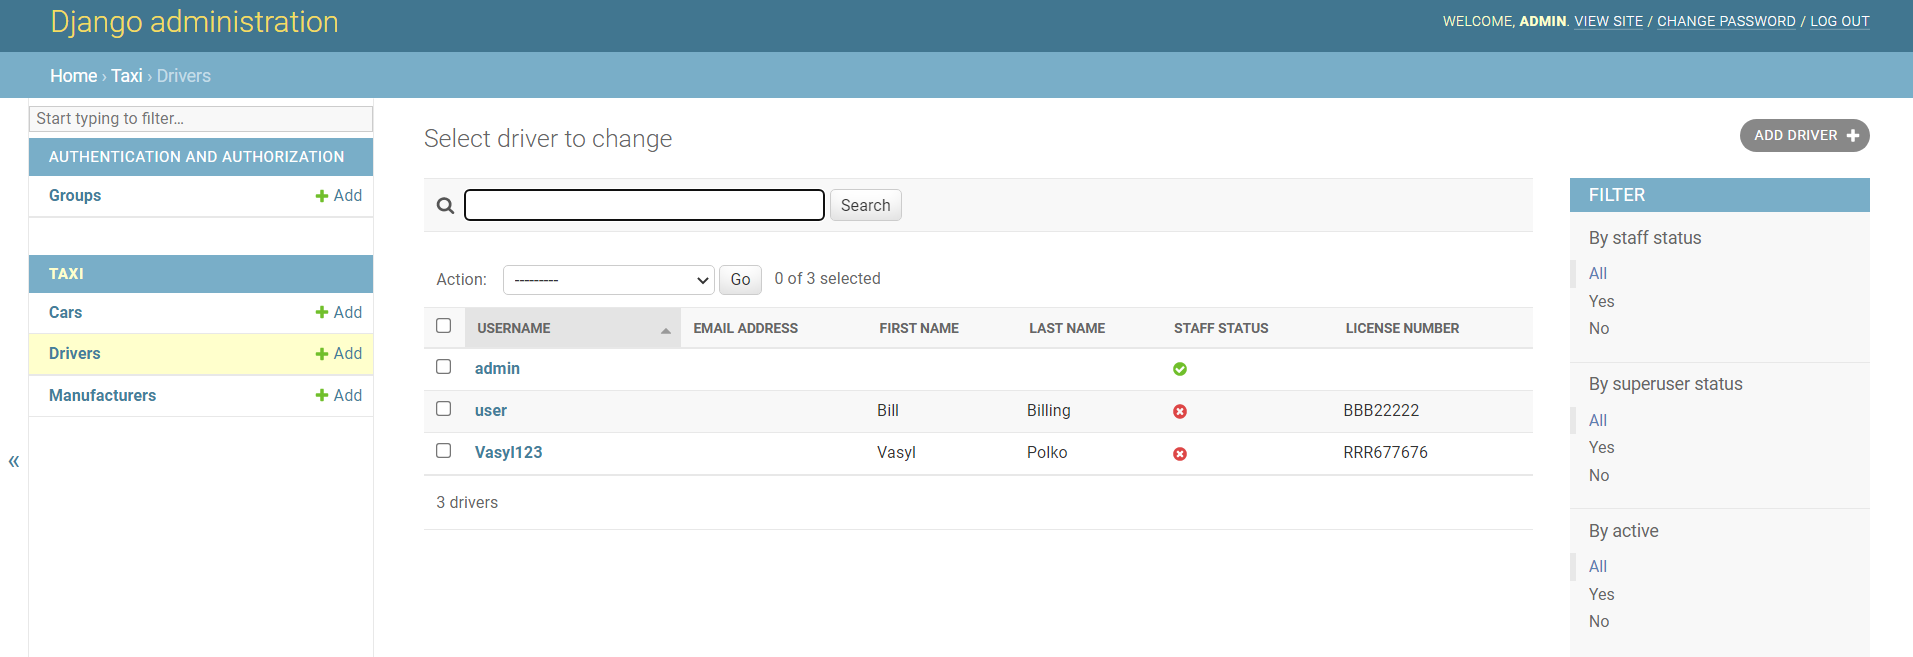 Django administration
WELCOME, ADMIN. VIEW SITE / CHANGE PASSWORD / LOG OUT
Home › Taxi › Drivers
Start typing to filter...
AUTHENTICATION AND AUTHORIZATION
Groups + Add
TAXI
Cars + Add
Drivers + Add
Manufacturers + Add
«
Select driver to change
ADD DRIVER +
Search
Action: --------- Go 0 of 3 selected
USERNAME EMAIL ADDRESS FIRST NAME LAST NAME STAFF STATUS LICENSE NUMBER
admin
user Bill Billing BBB22222
Vasyl123 Vasyl Polko RRR677676
3 drivers
FILTER
By staff status
All
Yes
No
By superuser status
All
Yes
No
By active
All
Yes
No